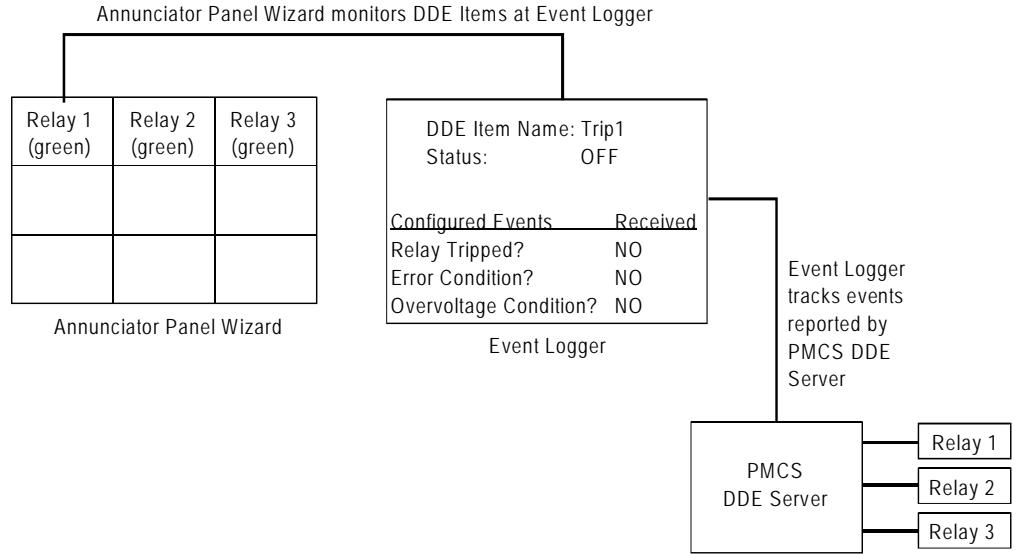 Annunciator Panel Wizard monitors DDE Items at Event Logger
Relay 1
(green)
Relay 2
(green)
Relay 3
(green)
Annunciator Panel Wizard
DDE Item Name: Trip1
Status: OFF
Configured Events Received
Relay Tripped? NO
Error Condition? NO
Overvoltage Condition? NO
Event Logger
Event Logger
tracks events
reported by
PMCS DDE
Server
PMCS
DDE Server
Relay 1
Relay 2
Relay 3